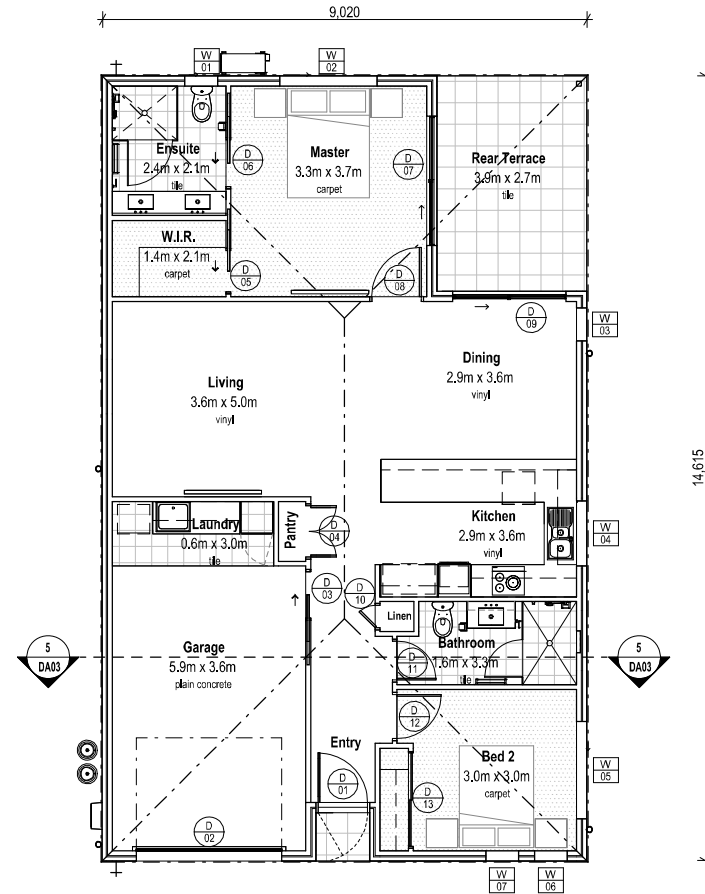 9,020
W
01
W
02
Ensuite
2.4m x 2.1m
tile
D
06
Master
3.3m x 3.7m
carpet
D
07
Rear Terrace
3.9m x 2.7m
tile
W.I.R.
1.4m x 2.1m
carpet
D
05
D
08
D
09
W
03
Living
3.6m x 5.0m
vinyl
Dining
2.9m x 3.6m
vinyl
14,615
Laundry
0.6m x 3.0m
tile
Pantry
D
04
Kitchen
2.9m x 3.6m
vinyl
W
04
D
03
D
10
Linen
Garage
5.9m x 3.6m
plain concrete
Bathroom
1.6m x 3.3m
tile
D
11
5
DA03
5
DA03
D
12
Entry
Bed 2
3.0m x 3.0m
carpet
W
05
D
01
D
13
D
02
W
07
W
06